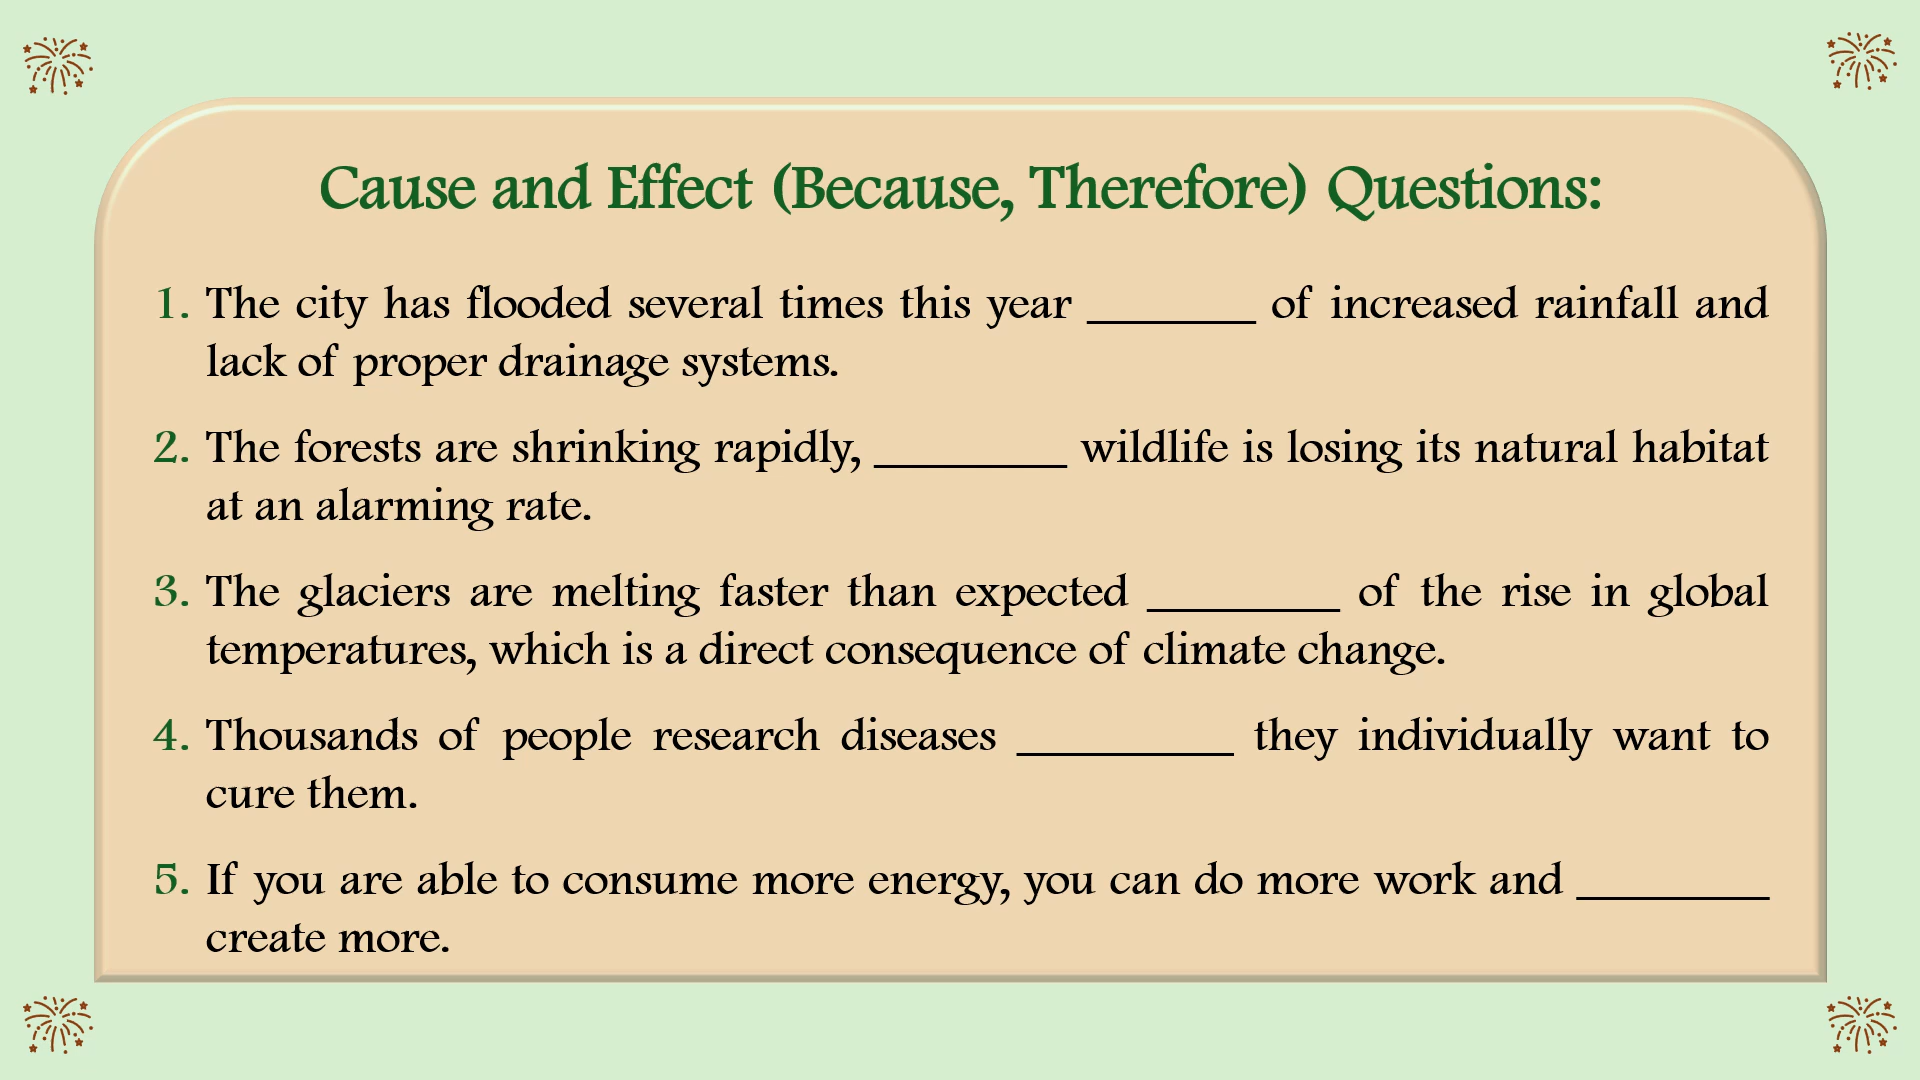 Cause and Effect (Because, Therefore) Questions:
1. The city has flooded several times this year _______ of increased rainfall and
lack of proper drainage systems.
2. The forests are shrinking rapidly, ________ wildlife is losing its natural habitat
at an alarming rate.
3. The glaciers are melting faster than expected ________ of the rise in global
temperatures, which is a direct consequence of climate change.
4. Thousands of people research diseases _________ they individually want to
cure them.
5. If you are able to consume more energy, you can do more work and ________
create more.